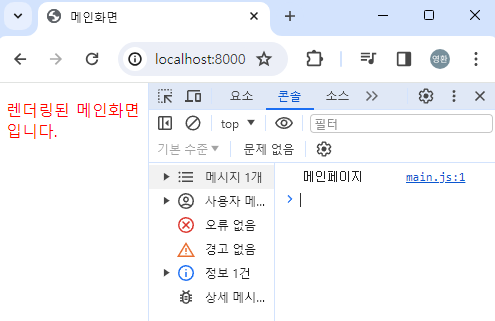 메인화면
localhost:8000
영환
렌더링된 메인화면
입니다.
요소
콘솔
소스
top
필터
기본 수준
문제 없음
메시지 1개
사용자 메...
오류 없음
경고 없음
정보 1건
상세 메시...
메인페이지
main.js:1